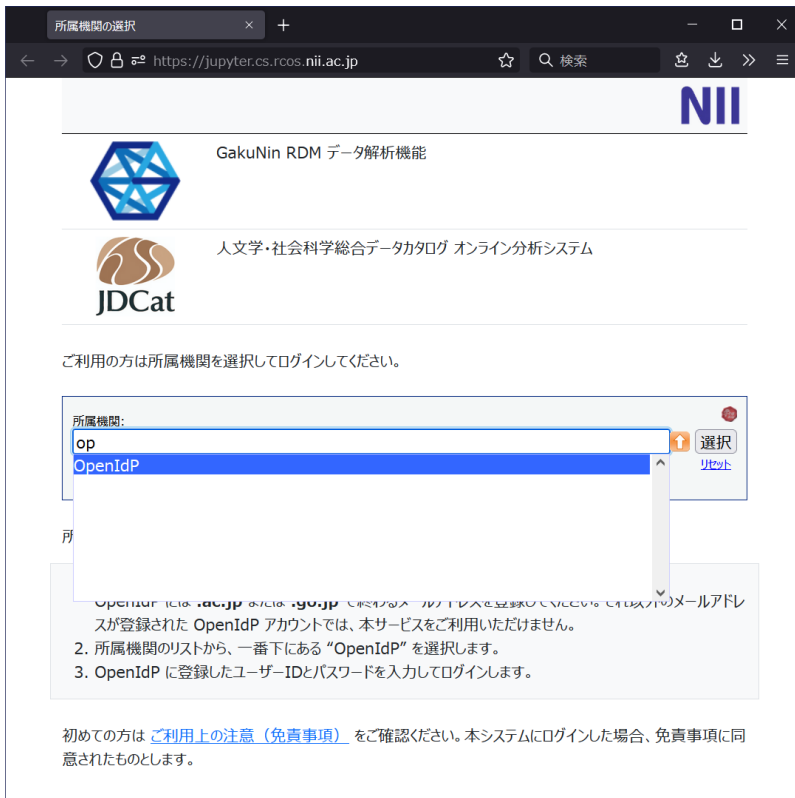 所属機関の選択
https://jupyter.cs.rcos.nii.ac.jp
検索
NII
GakuNin RDM データ解析機能
人文学・社会科学総合データカタログ オンライン分析システム
JDCat
ご利用の方は所属機関を選択してログインしてください。
所属機関:
op
選択
OpenIdP
リセット
所
OpenIdP には .ac.jp または .go.jp で終わるメールアドレスを登録してください。それ以外のメールアドレ
スが登録された OpenIdP アカウントでは、本サービスをご利用いただけません。
2. 所属機関のリストから、一番下にある “OpenIdP” を選択します。
3. OpenIdP に登録したユーザーIDとパスワードを入力してログインします。
初めての方は ご利用上の注意（免責事項） をご確認ください。本システムにログインした場合、免責事項に同
意されたものとします。